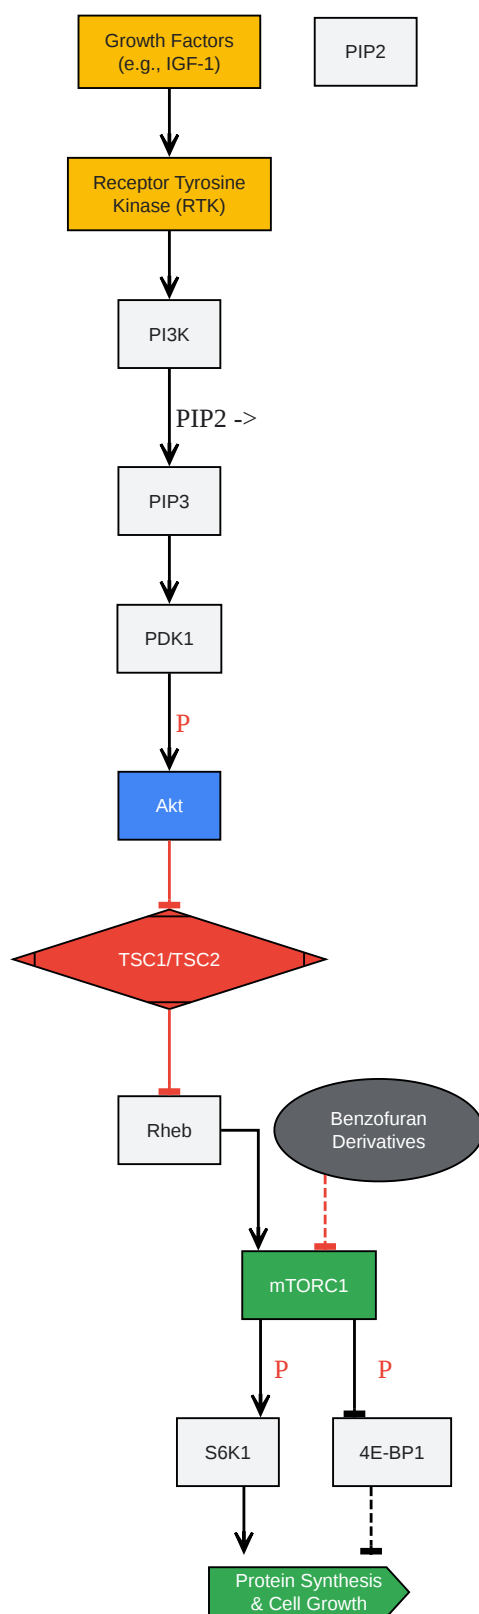 Growth Factors
(e.g., IGF-1)
PIP2
Receptor Tyrosine
Kinase (RTK)
PI3K
PIP2 ->
PIP3
PDK1
P
Akt
TSC1/TSC2
Rheb
Benzofuran
Derivatives
mTORC1
P
P
S6K1
4E-BP1
Protein Synthesis
& Cell Growth